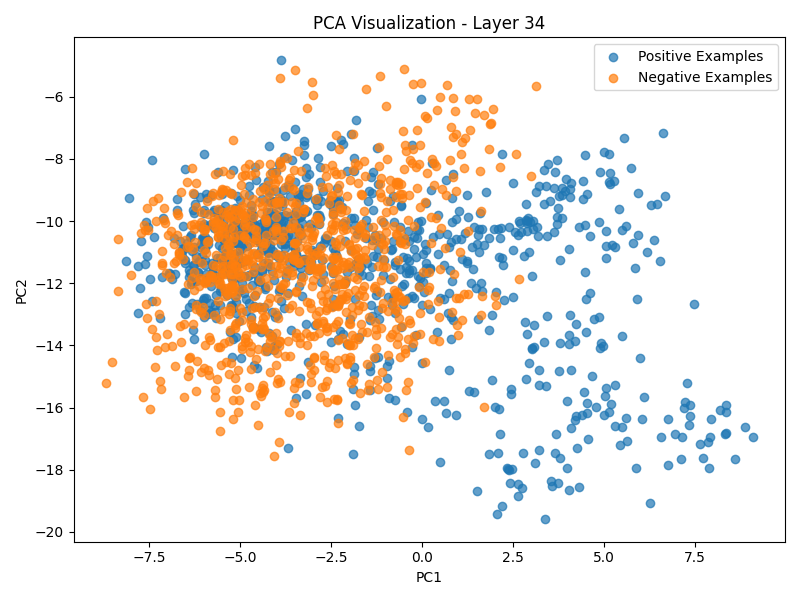 PCA Visualization - Layer 34
Positive Examples
Negative Examples
−6
−8
−10
−12
−14
−16
−18
−20
PC2
−7.5 −5.0 −2.5 0.0 2.5 5.0 7.5
PC1